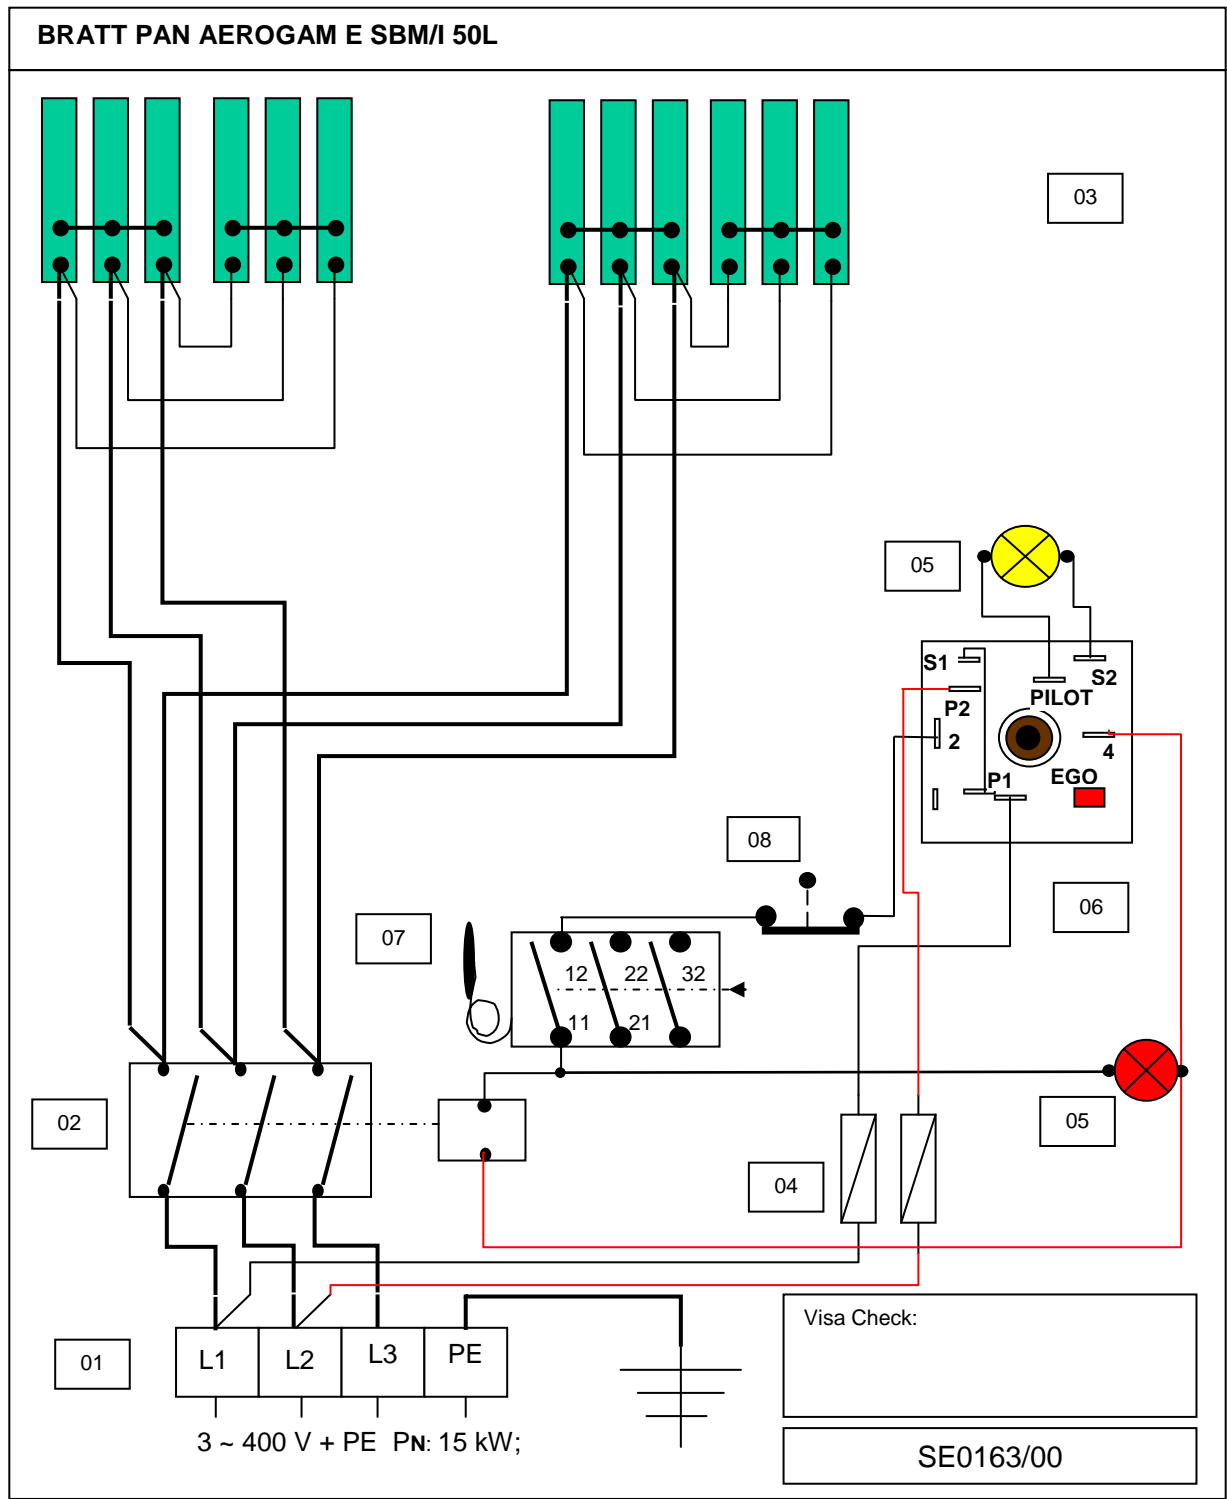 BRATT PAN AEROGAM E SBM/I 50L
03
05
S1
S2
PILOT
P2
2
4
P1
EGO
08
06
07
12 22 32
11 21
02
05
04
Visa Check:
01
L1 L2 L3 PE
3 ~ 400 V + PE PN: 15 kW;
SE0163/00